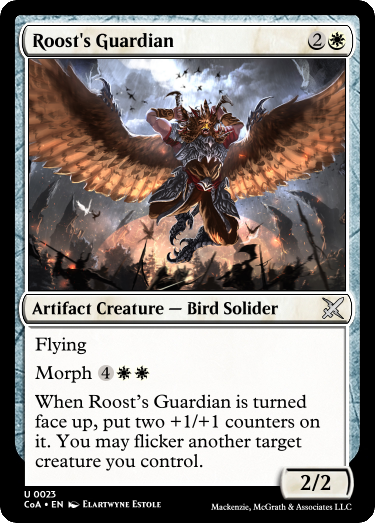 Roost's Guardian 2
Artifact Creature — Bird Solider
Flying
Morph 4
When Roost's Guardian is turned
face up, put two +1/+1 counters on
it. You may flicker another target
creature you control.
2/2
U 0023
CoA • EN Elartwyne Estole
Mackenzie, McGrath & Associates LLC